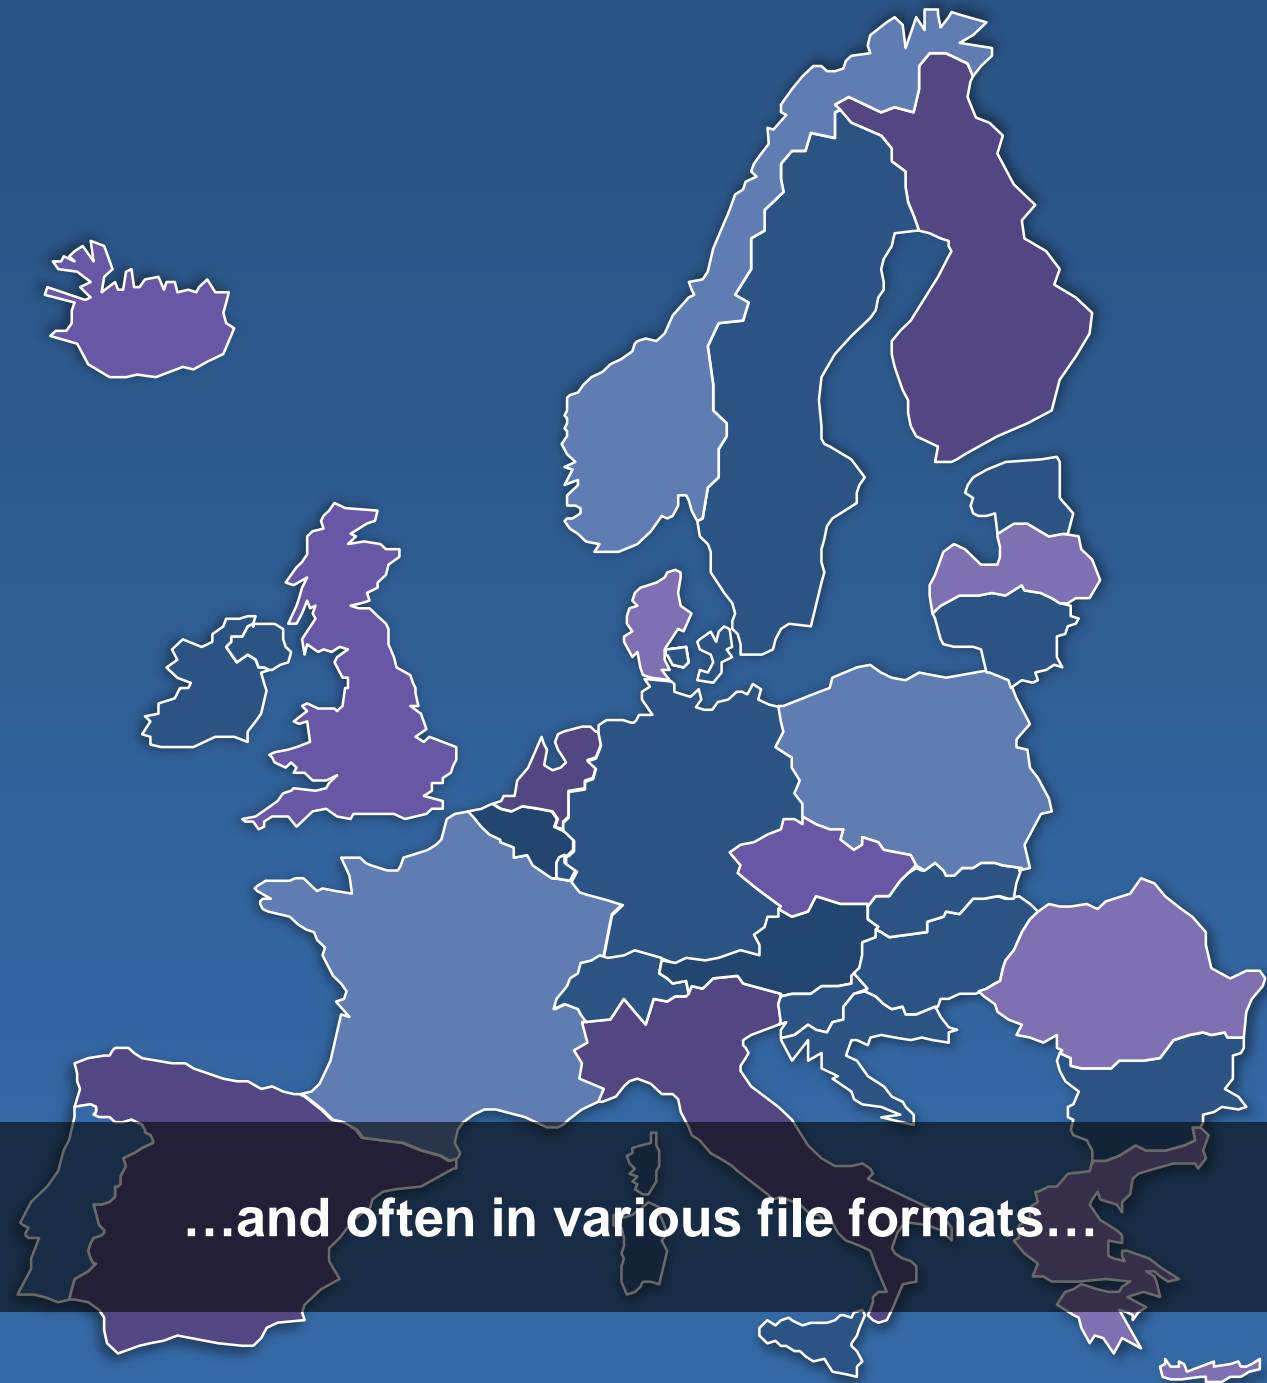 …and often in various file formats…